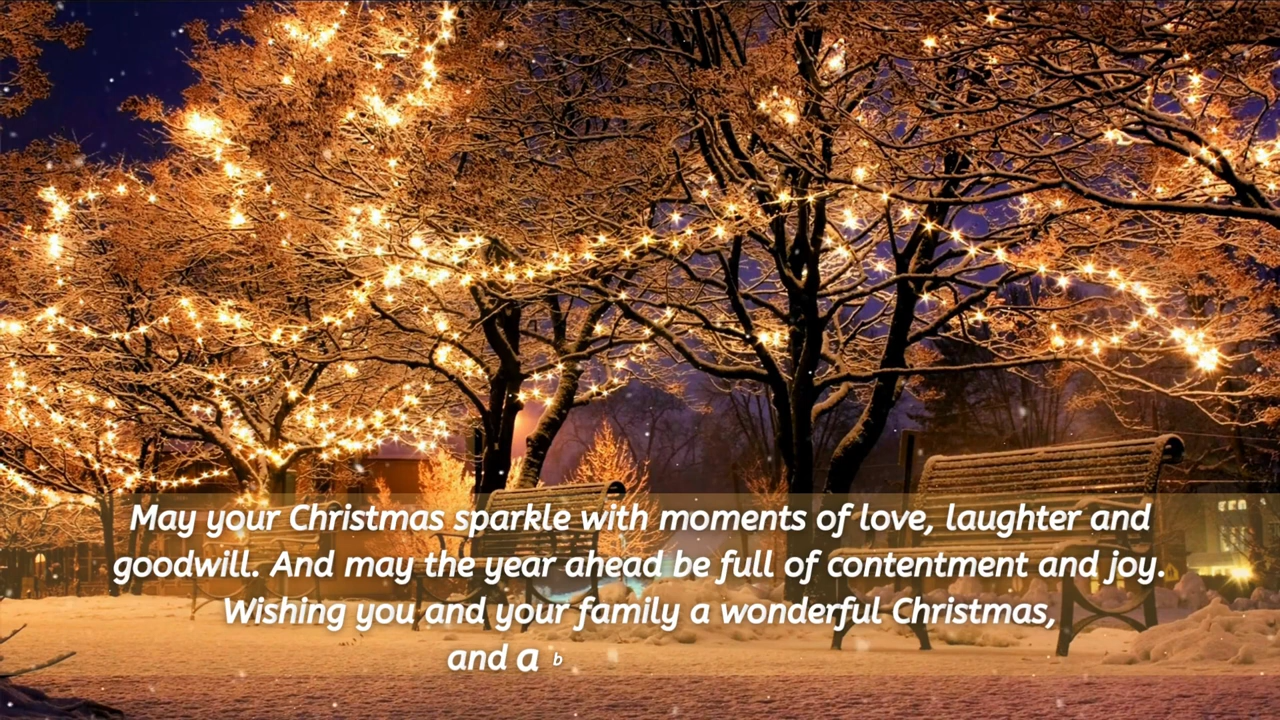 May your Christmas sparkle with moments of love, laughter and
goodwill. And may the year ahead be full of contentment and joy.
Wishing you and your family a wonderful Christmas,
and a b